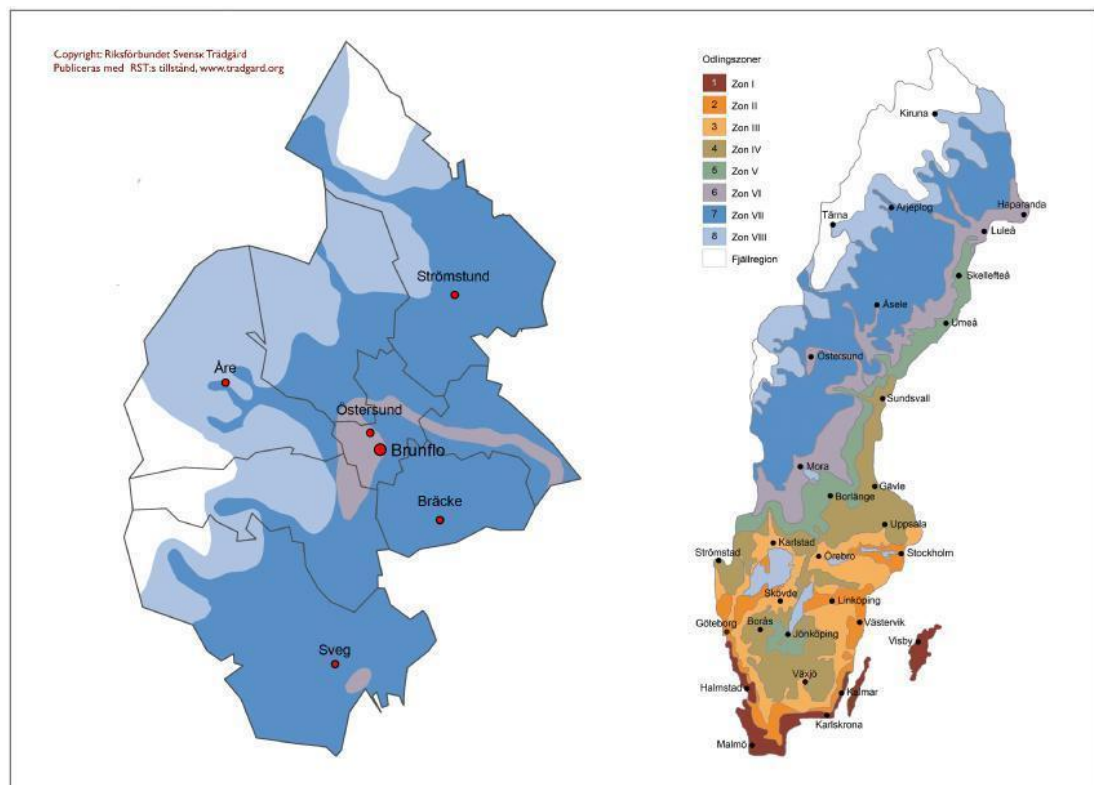 Copyright: Riksförbundet Svensk Trädgård
Publiceras med RST:s tillstånd, www.tradgard.org
Strömstund
Åre
Östersund
Brunflo
Bräcke
Sveg
Odlingszoner
1 Zon I
2 Zon II
3 Zon III
4 Zon IV
5 Zon V
6 Zon VI
7 Zon VII
8 Zon VIII
Fjällregion
Kiruna
Haparanda
Arjeplog
Tärna
Luleå
Skellefteå
Åsele
Umeå
Östersund
Sundsvall
Mora
Gävle
Borlänge
Uppsala
Karlstad
Strömstad
Örebro
Stockholm
Skövde
Linköping
Göteborg
Borås
Västervik
Jönköping
Visby
Växjö
Halmstad
Kalmar
Karlskrona
Malmö